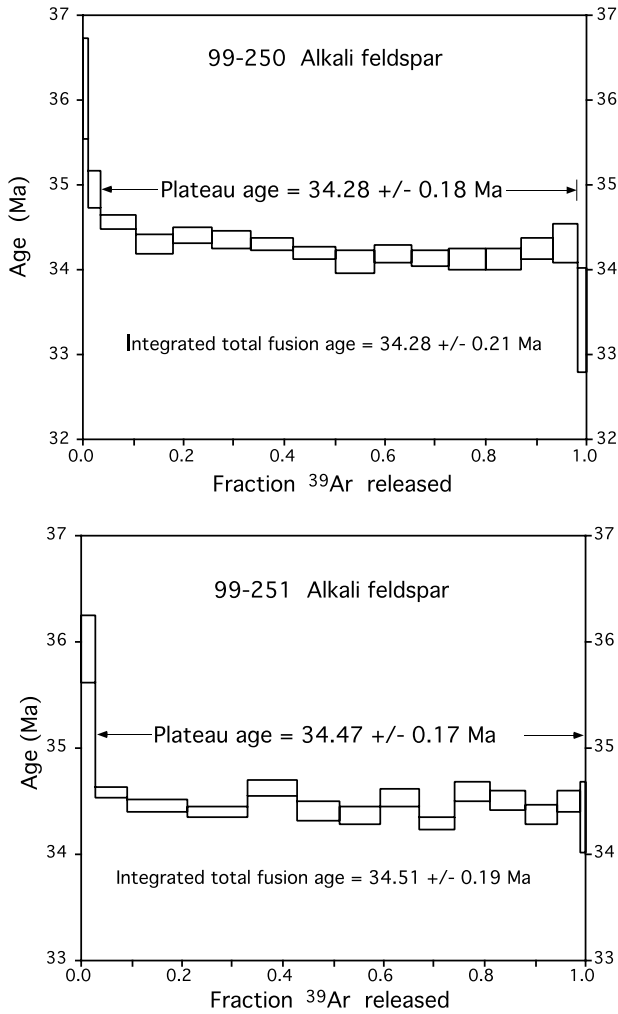 37 37
99-250 Alkali feldspar
36 36
35 35
Plateau age = 34.28 +/- 0.18 Ma
Age (Ma)
34 34
Integrated total fusion age = 34.28 +/- 0.21 Ma
33 33
32 32
0.0 0.2 0.4 0.6 0.8 1.0
Fraction ³⁹Ar released
37 37
99-251 Alkali feldspar
36 36
Plateau age = 34.47 +/- 0.17 Ma
35 35
Age (Ma)
34 34
Integrated total fusion age = 34.51 +/- 0.19 Ma
33 33
0.0 0.2 0.4 0.6 0.8 1.0
Fraction ³⁹Ar released